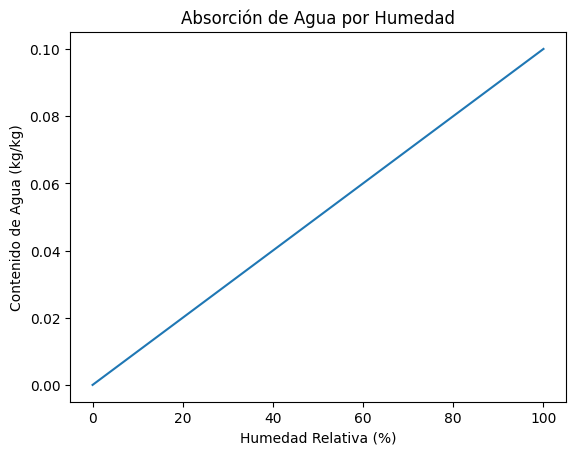 Absorción de Agua por Humedad
Contenido de Agua (kg/kg)
0.10
0.08
0.06
0.04
0.02
0.00
0 20 40 60 80 100
Humedad Relativa (%)